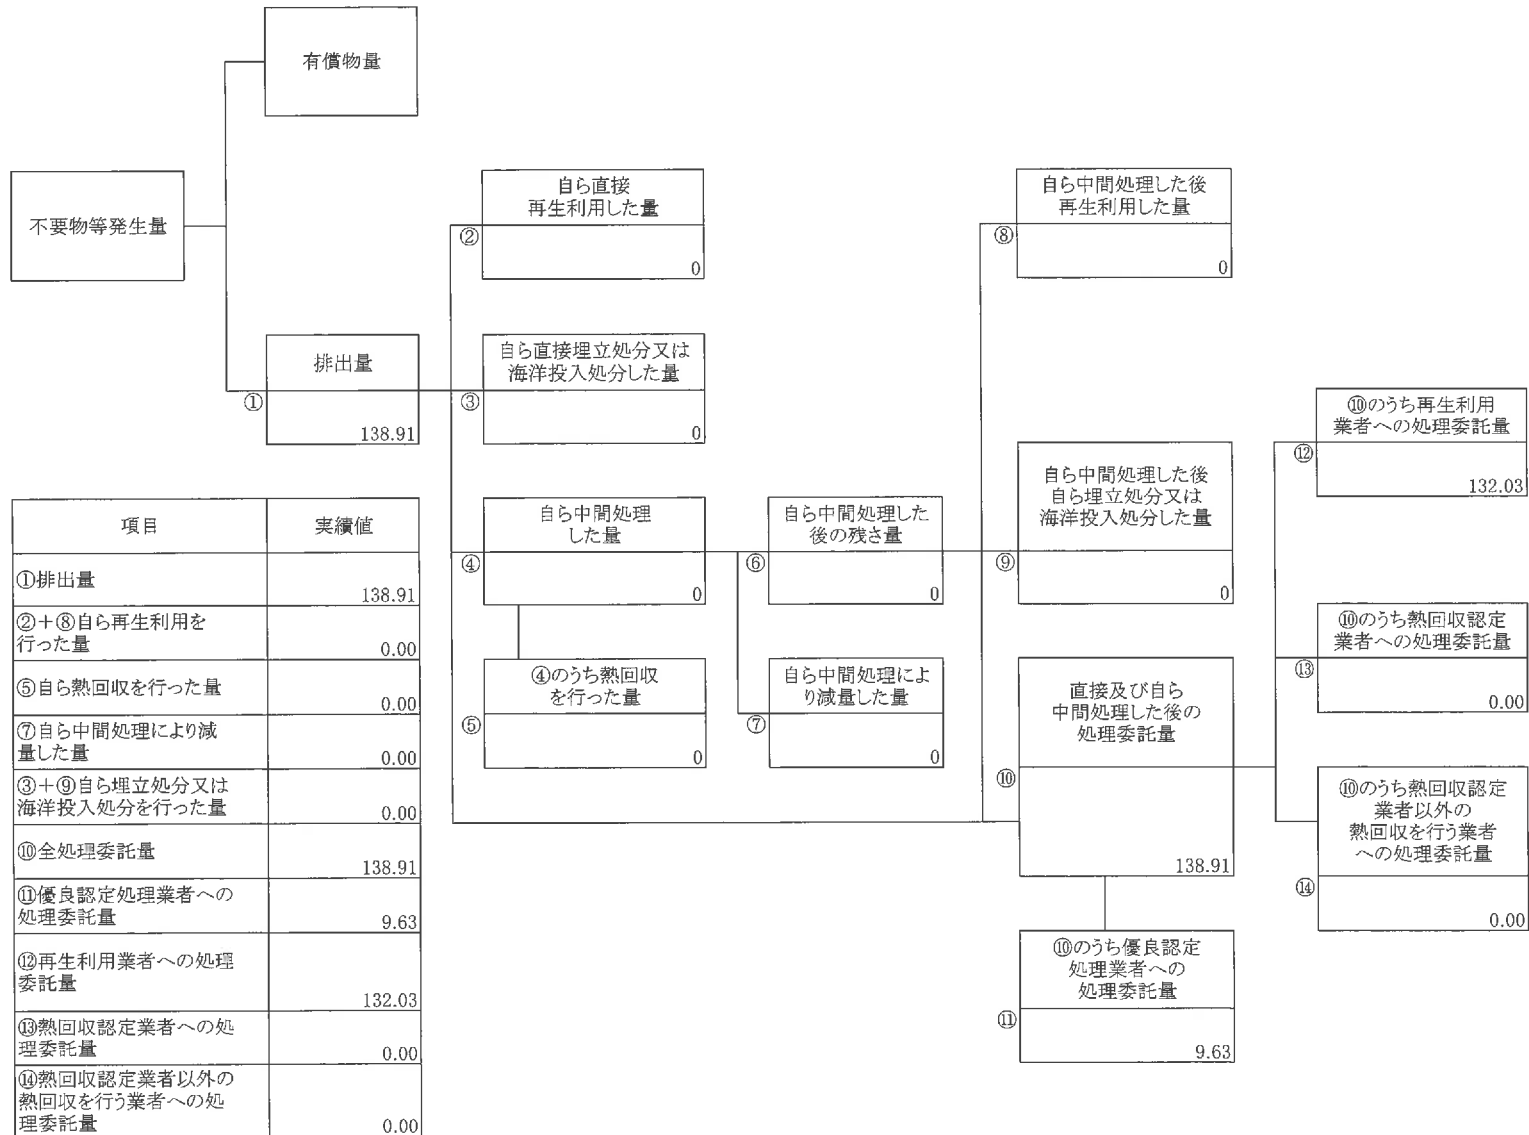 有償物量
不要物等発生量
排出量
①
138.91
自ら直接
再生利用した量
②
0
自ら直接埋立処分又は
海洋投入処分した量
③
0
自ら中間処理
した量
④
0
④のうち熱回収
を行った量
⑤
0
自ら中間処理した
後の残さ量
⑥
0
自ら中間処理によ
り減量した量
⑦
0
自ら中間処理した後
再生利用した量
⑧
0
自ら中間処理した後
自ら埋立処分又は
海洋投入処分した量
⑨
0
直接及び自ら
中間処理した後の
処理委託量
⑩
138.91
⑩のうち優良認定
処理業者への
処理委託量
⑪
9.63
⑩のうち再生利用
業者への処理委託量
⑫
132.03
⑩のうち熱回収認定
業者への処理委託量
⑬
0.00
⑩のうち熱回収認定
業者以外の
熱回収を行う業者
への処理委託量
⑭
0.00
項目 実績値
①排出量
138.91
②+⑧自ら再生利用を
行った量
0.00
⑤自ら熱回収を行った量
0.00
⑦自ら中間処理により減
量した量
0.00
③+⑨自ら埋立処分又は
海洋投入処分を行った量
0.00
⑩全処理委託量
138.91
⑪優良認定処理業者への
処理委託量
9.63
⑫再生利用業者への処理
委託量
132.03
⑬熱回収認定業者への処
理委託量
0.00
⑭熱回収認定業者以外の
熱回収を行う業者への処
理委託量
0.00